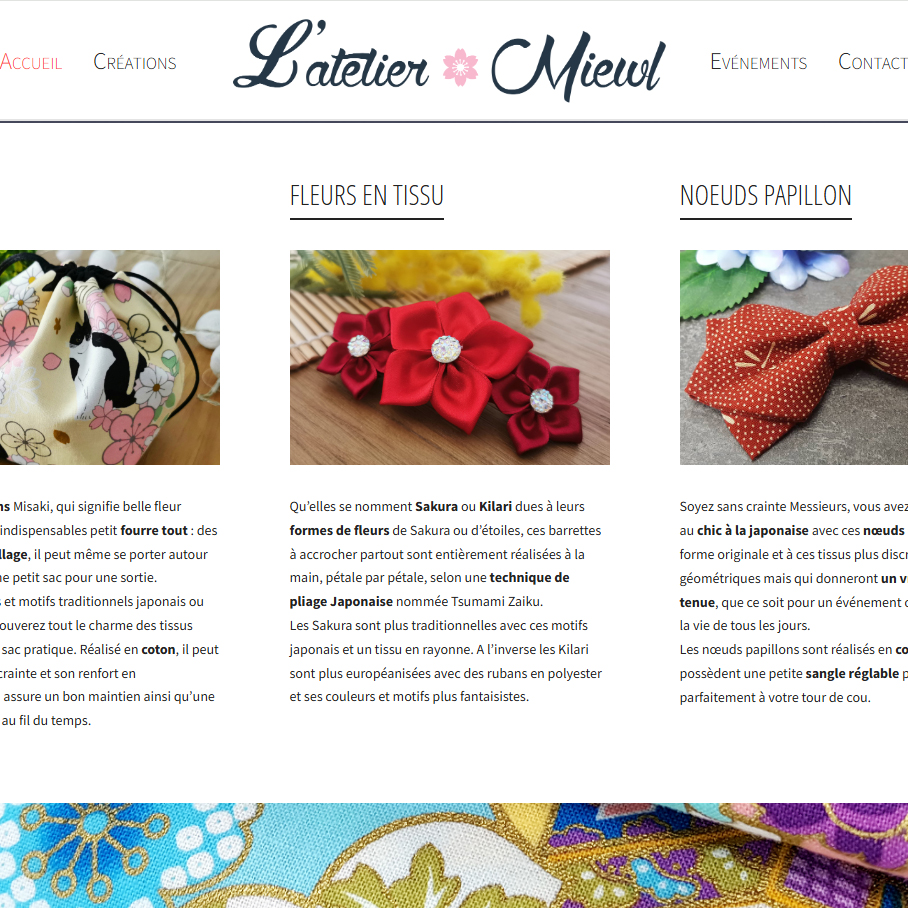 Accueil
Créations
L'atelier Miewl
Evénements
Contact
FLEURS EN TISSU
NOEUDS PAPILLON
Misaki, qui signifie belle fleur
indispensables petit fourre tout : des
, il peut même se porter autour
petit sac pour une sortie.
et motifs traditionnels japonais ou
tout le charme des tissus
sac pratique. Réalisé en coton, il peut
et son renfort en
assure un bon maintien ainsi qu’une
au fil du temps.
Qu’elles se nomment Sakura ou Kilari dues à leurs
formes de fleurs de Sakura ou d’étoiles, ces barrettes
à accrocher partout sont entièrement réalisées à la
main, pétale par pétale, selon une technique de
pliage Japonaise nommée Tsumami Zaiku.
Les Sakura sont plus traditionnelles avec ces motifs
japonais et un tissu en rayonne. A l’inverse les Kilari
sont plus européanisées avec des rubans en polyester
et ses couleurs et motifs plus fantaisistes.
Soyez sans crainte Messieurs, vous avez
au chic à la japonaise avec ces nœuds
forme originale et à ces tissus plus
géométriques mais qui donneront un
tenue, que ce soit pour un événement
la vie de tous les jours.
Les nœuds papillons sont réalisés en
possèdent une petite sangle réglable
parfaitement à votre tour de cou.